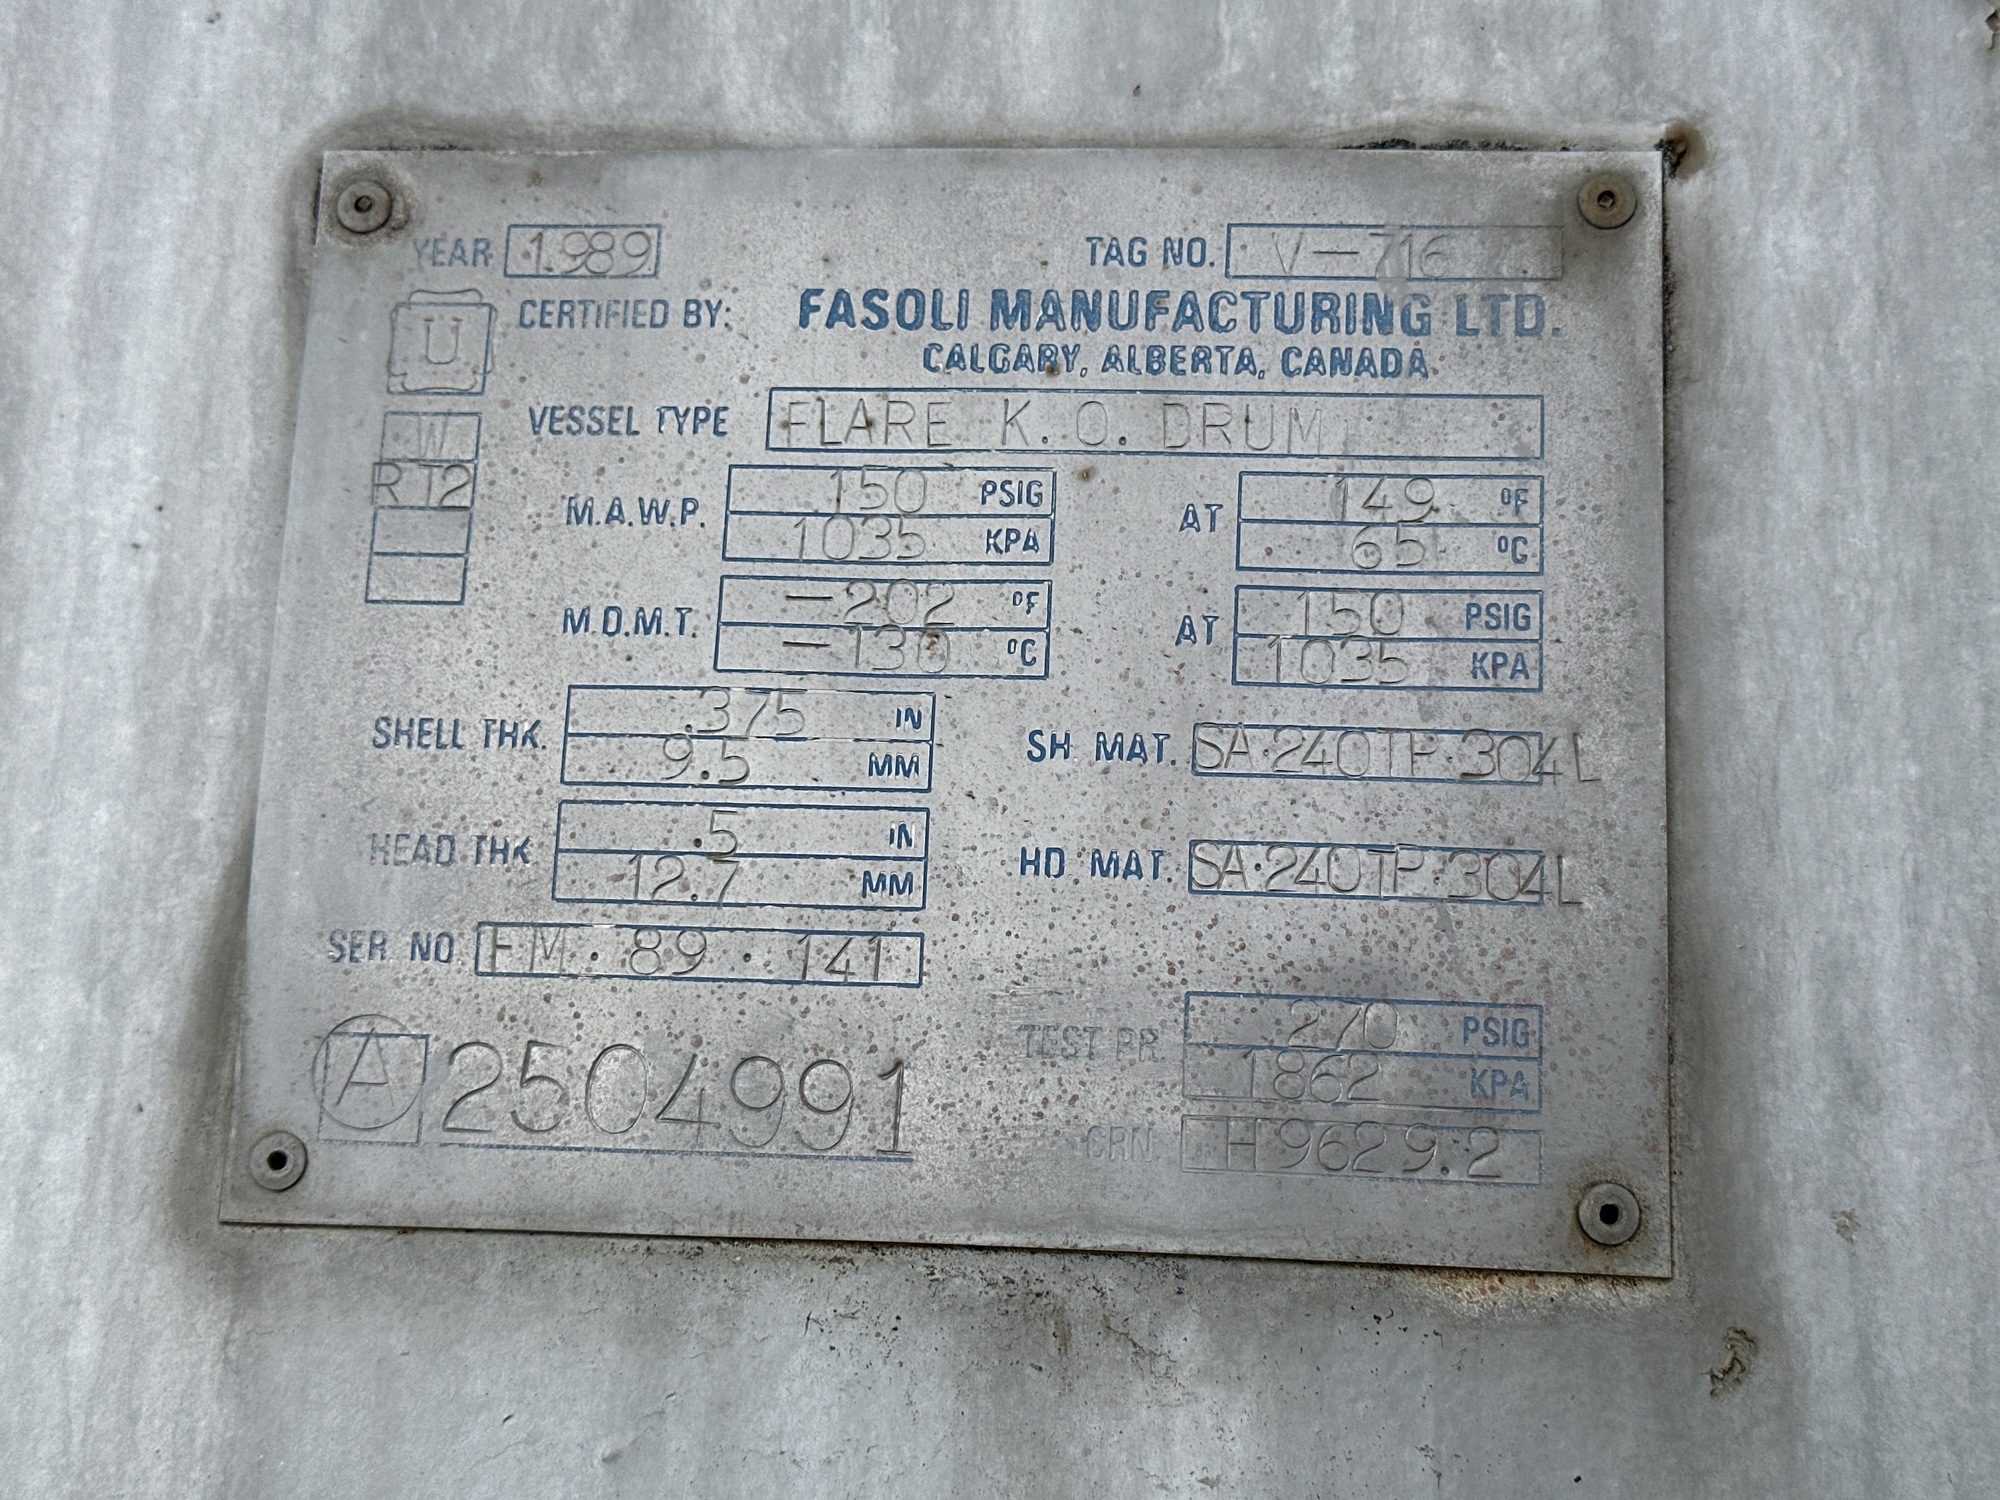 YEAR 1989 TAG NO. V-716
U CERTIFIED BY: FASOLI MANUFACTURING LTD.
CALGARY, ALBERTA, CANADA
W VESSEL TYPE FLARE K.O. DRUM
RT2
M.A.W.P. 150 PSIG AT 149 °F
1035 KPA 65 °C
M.D.M.T. -202 °F AT 150 PSIG
-130 °C 1035 KPA
SHELL THK. .375 IN SH. MAT. SA·240TP·304L
9.5 MM
HEAD THK. .5 IN HD. MAT. SA·240TP·304L
12.7 MM
SER. NO. FM·89·141
A 2504991 TEST PR. 270 PSIG
1862 KPA
CRN. H9629.2